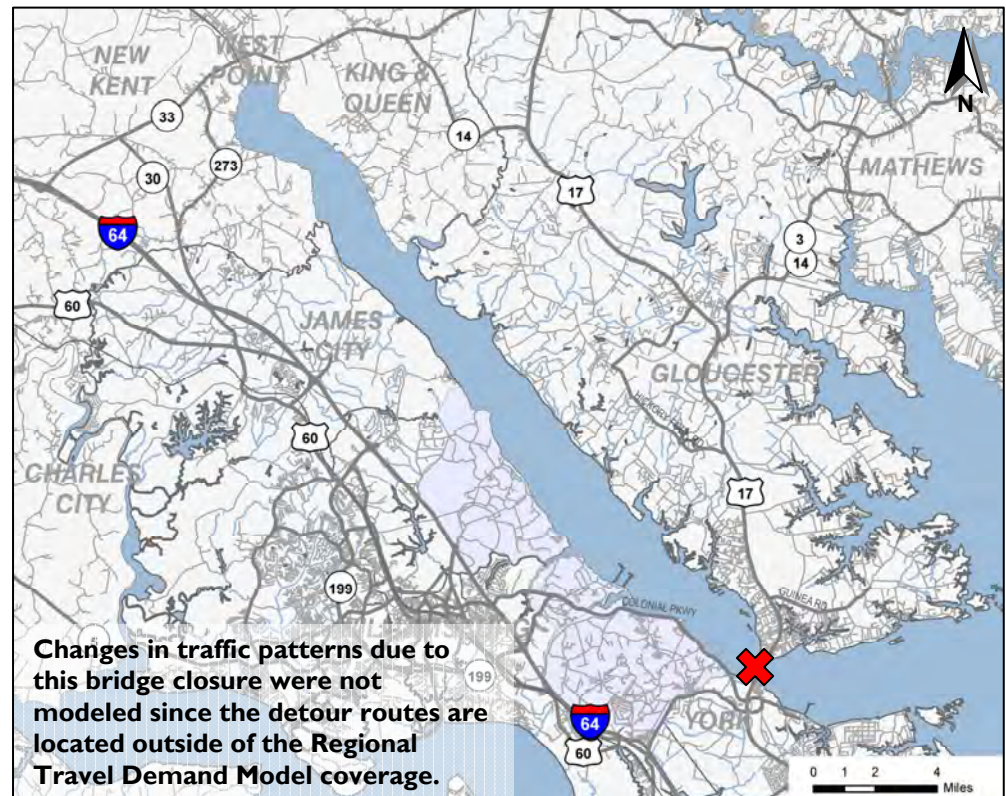 NEW
KENT
WEST
POINT
KING &
QUEEN
N
33
14
MATHEWS
30
273
17
64
3
14
60
JAMES
CITY
GLOUCESTER
60
CHARLES
CITY
17
199
GUINEA RD
COLONIAL PKWY
Changes in traffic patterns due to
this bridge closure were not
modeled since the detour routes are
located outside of the Regional
Travel Demand Model coverage.
5
199
YORK
64
60
0 1 2 4
Miles